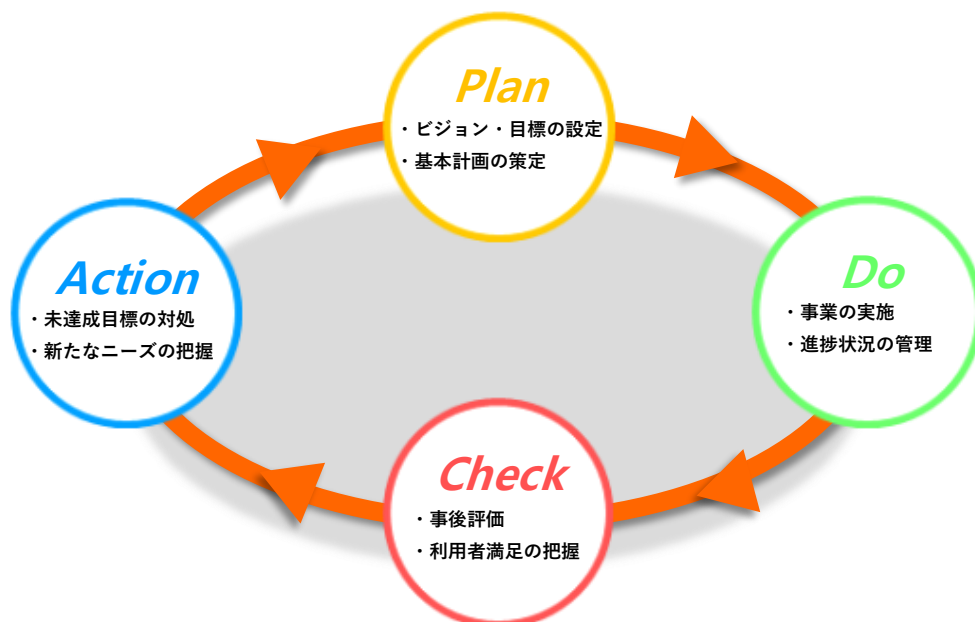 Plan
・ビジョン・目標の設定
・基本計画の策定
Do
・事業の実施
・進捗状況の管理
Check
・事後評価
・利用者満足の把握
Action
・未達成目標の対処
・新たなニーズの把握